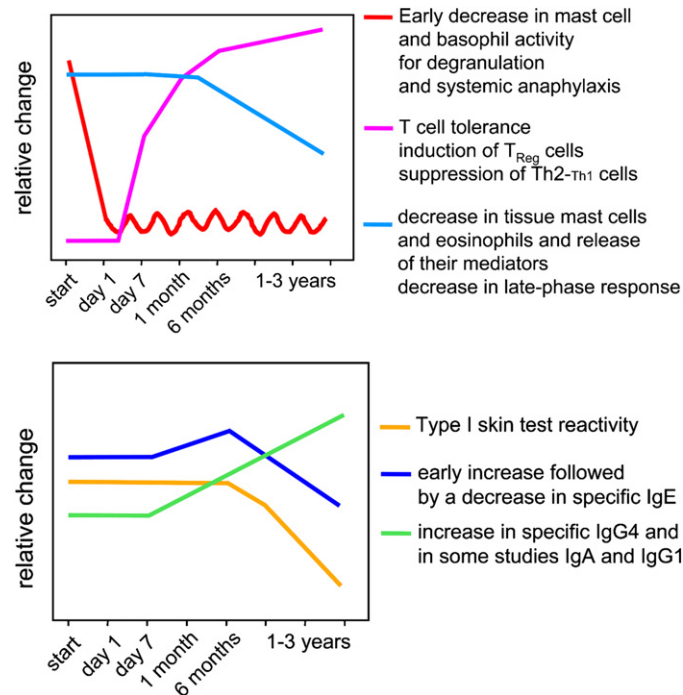 relative change
start
day 1
day 7
1 month
6 months
1-3 years
Early decrease in mast cell
and basophil activity
for degranulation
and systemic anaphylaxis
T cell tolerance
induction of TReg cells
suppression of Th2-Th1 cells
decrease in tissue mast cells
and eosinophils and release
of their mediators
decrease in late-phase response
relative change
start
day 1
day 7
1 month
6 months
1-3 years
Type I skin test reactivity
early increase followed
by a decrease in specific IgE
increase in specific IgG4 and
in some studies IgA and IgG1